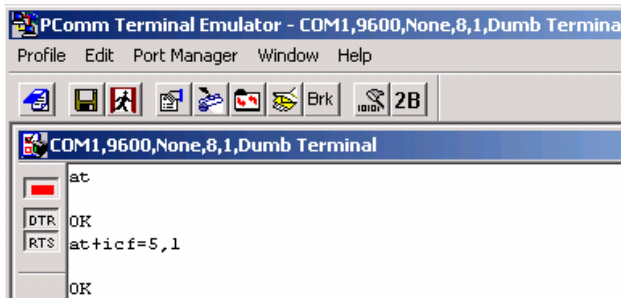 PComm Terminal Emulator - COM1,9600,None,8,1,Dumb Termina
Profile Edit Port Manager Window Help
Brk 2B
COM1,9600,None,8,1,Dumb Terminal
at
DTR OK
RTS at+icf=5,1
OK